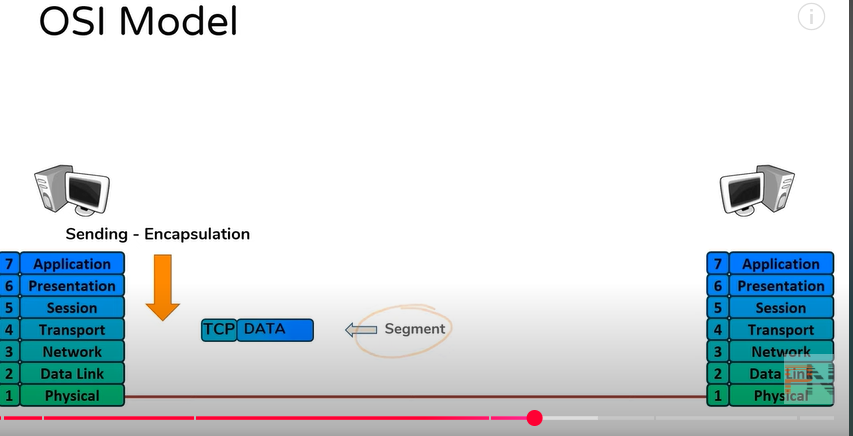 OSI Model
i
Sending - Encapsulation
7 Application
6 Presentation
5 Session
4 Transport
3 Network
2 Data Link
1 Physical
TCP DATA
Segment
7 Application
6 Presentation
5 Session
4 Transport
3 Network
2 Data Link
1 Physical